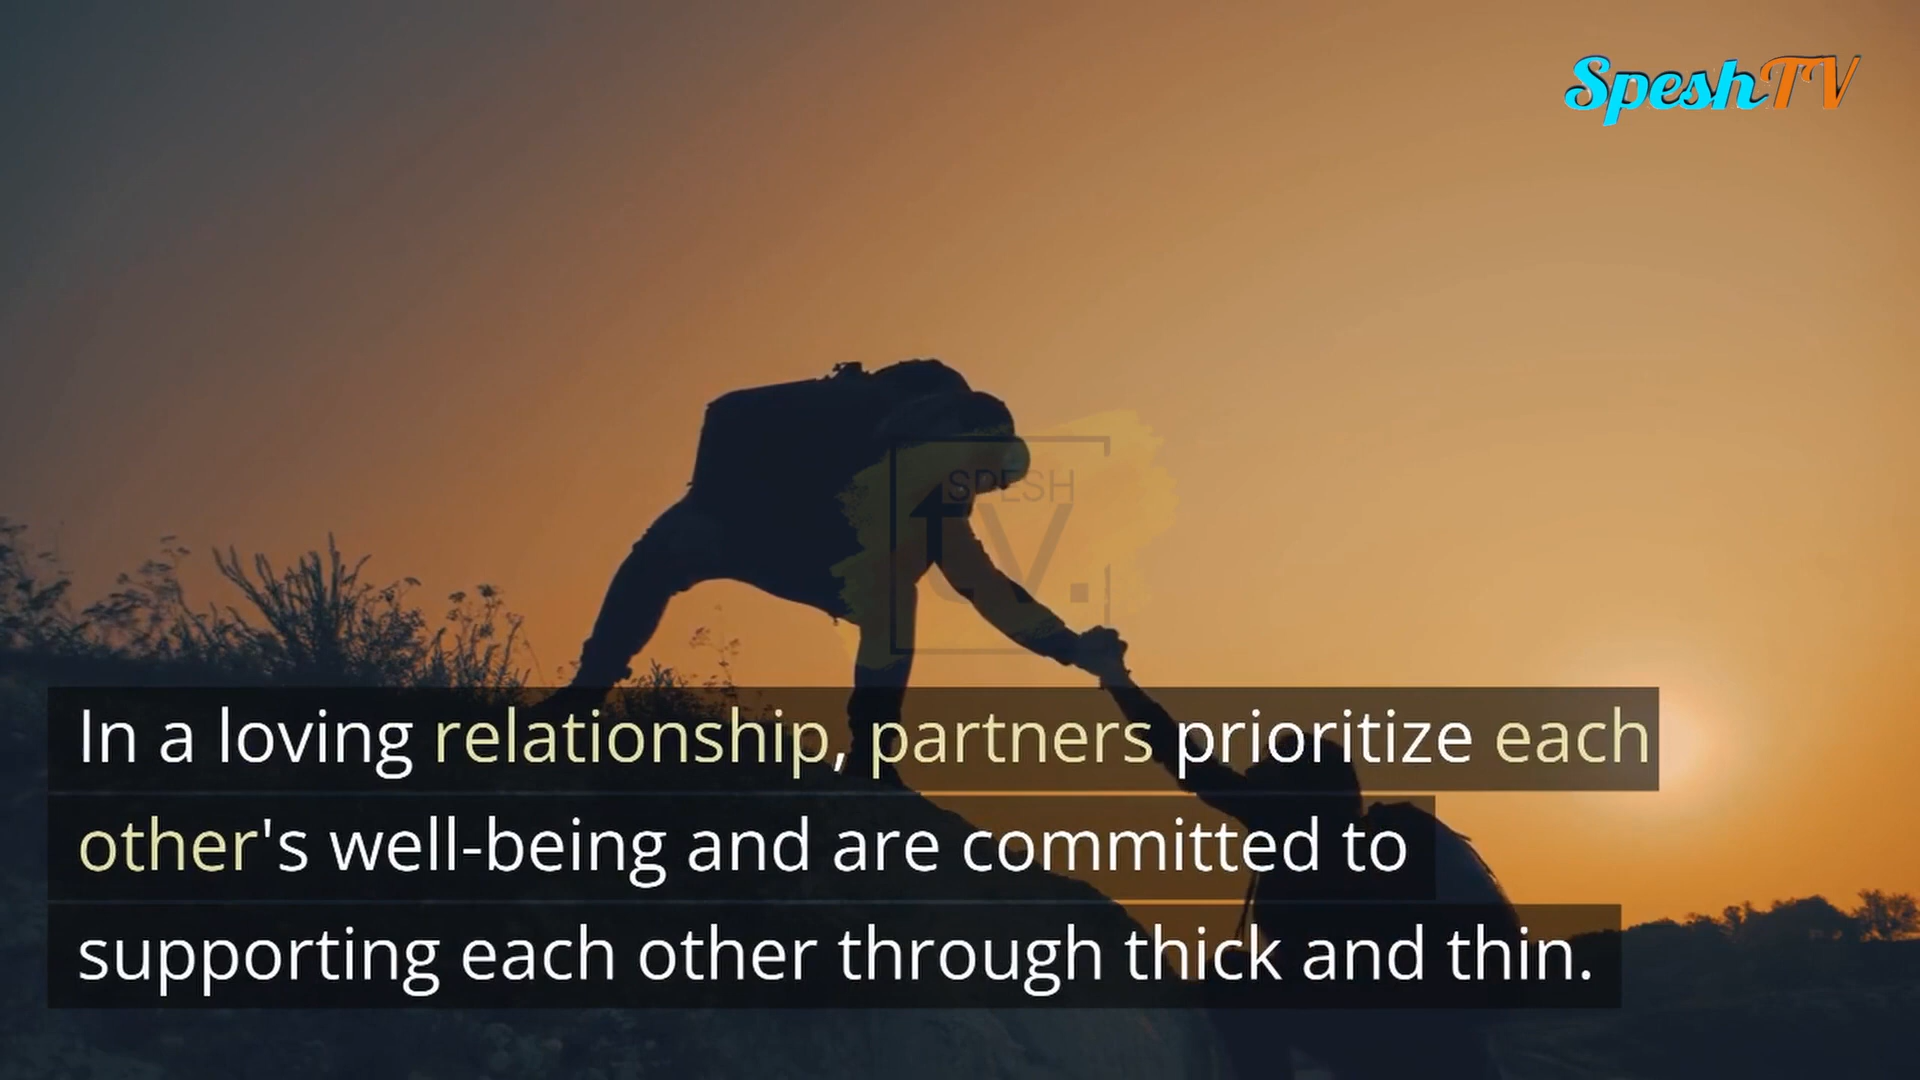 SpeshTV
SPESH
tv.
In a loving relationship, partners prioritize each
other's well-being and are committed to
supporting each other through thick and thin.